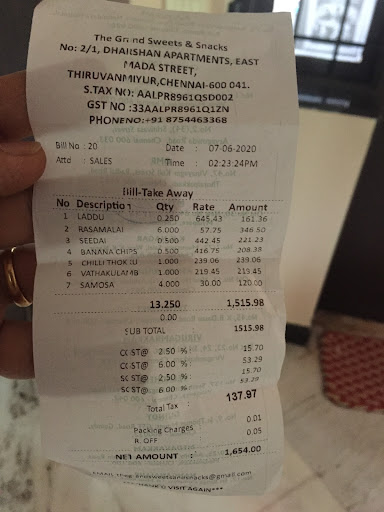 The Grand Sweets & Snacks
No: 2/1, DHARSHAN APARTMENTS, EAST
MADA STREET,
THIRUVANMIYUR,CHENNAI-600 041.
S.TAX NO: AALPR8961QSD002
GST NO :33AALPR8961Q1ZN
PHONENO:+91 8754463368
Bill No : 20 Date : 07-06-2020
Attd : SALES Time : 02:23:24PM
Bill-Take Away
No Description Qty Rate Amount
1 LADDU 0.250 645.43 161.36
2 RASAMALAI 6.000 57.75 346.50
3 SEEDAI 0.500 442.45 221.23
4 BANANA CHIPS 0.500 416.75 208.38
5 CHILLI THOKKU 1.000 239.06 239.06
6 VATHAKULAMB 1.000 219.45 219.45
7 SAMOSA 4.000 30.00 120.00
13.250 1,515.98
0.00
SUB TOTAL : 1515.98
CGST@ 2.50 % : 15.70
CGST@ 6.00 % : 53.29
SGST@ 2.50 % : 15.70
SGST@ 6.00 % : 53.29
Total Tax : 137.97
Packing Charges 0.01
R. OFF 0.05
NET AMOUNT : 1,654.00
& VISIT AGAIN***